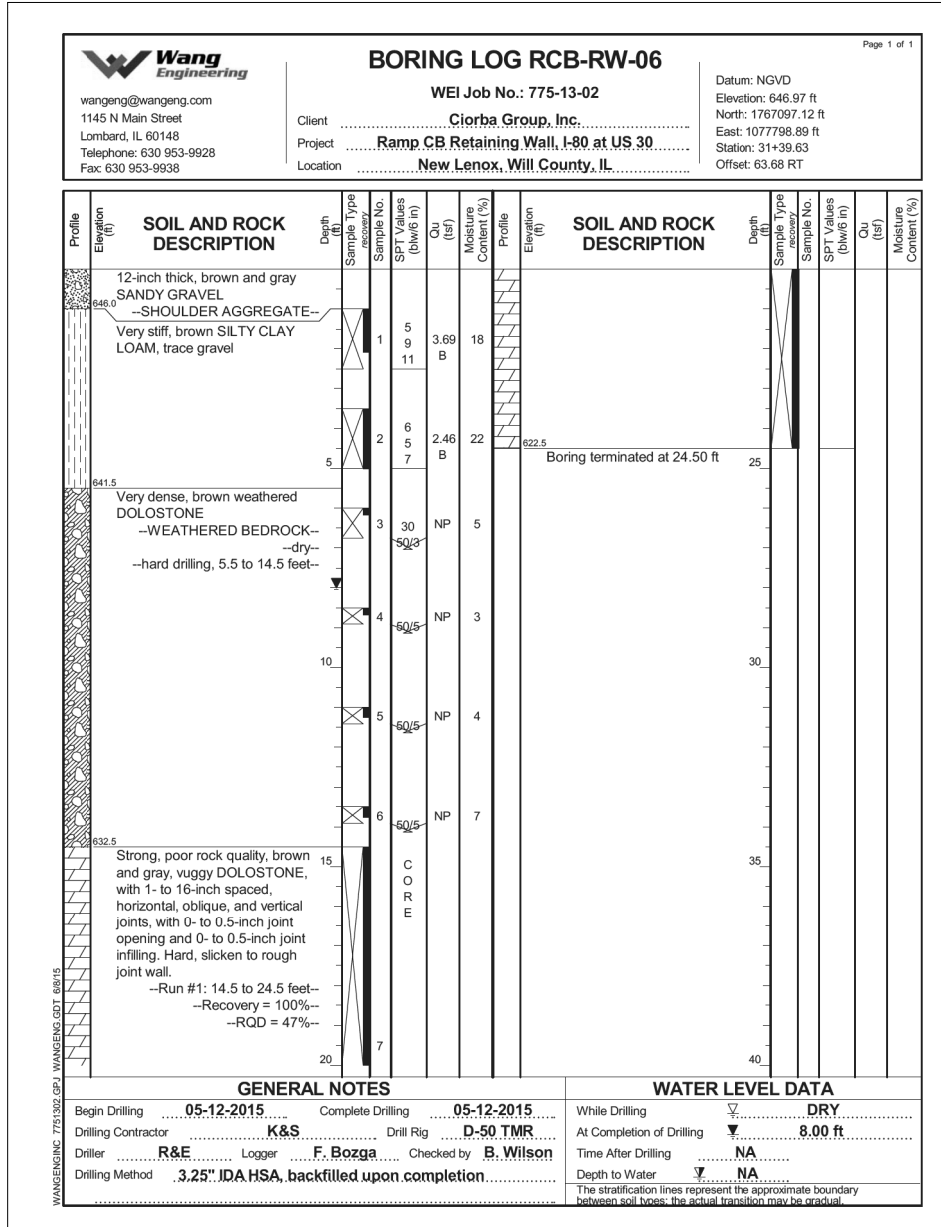 Page 1 of 1
Wang
Engineering
wangeng@wangeng.com
1145 N Main Street
Lombard, IL 60148
Telephone: 630 953-9928
Fax: 630 953-9938
BORING LOG RCB-RW-06
WEI Job No.: 775-13-02
Client Ciorba Group, Inc.
Project Ramp CB Retaining Wall, I-80 at US 30
Location New Lenox, Will County, IL
Datum: NGVD
Elevation: 646.97 ft
North: 1767097.12 ft
East: 1077798.89 ft
Station: 31+39.63
Offset: 63.68 RT
Profile Elevation (ft) SOIL AND ROCK DESCRIPTION Depth (ft) Sample Type recovery Sample No. SPT Values (blw/6 in) Qu (tsf) Moisture Content (%)
Profile Elevation (ft) SOIL AND ROCK DESCRIPTION Depth (ft) Sample Type recovery Sample No. SPT Values (blw/6 in) Qu (tsf) Moisture Content (%)
12-inch thick, brown and gray
SANDY GRAVEL
646.0 --SHOULDER AGGREGATE--
Very stiff, brown SILTY CLAY
LOAM, trace gravel
1 5 9 11 3.69 B 18
2 6 5 7 2.46 B 22
5
641.5
Very dense, brown weathered
DOLOSTONE
--WEATHERED BEDROCK--
--dry--
--hard drilling, 5.5 to 14.5 feet--
3 30 50/3 NP 5
4 50/5 NP 3
10
5 50/5 NP 4
6 50/5 NP 7
632.5
Strong, poor rock quality, brown
and gray, vuggy DOLOSTONE,
with 1- to 16-inch spaced,
horizontal, oblique, and vertical
joints, with 0- to 0.5-inch joint
opening and 0- to 0.5-inch joint
infilling. Hard, slicken to rough
joint wall.
--Run #1: 14.5 to 24.5 feet--
--Recovery = 100%--
--RQD = 47%--
15
C
O
R
E
7
20
622.5
Boring terminated at 24.50 ft
25
30
35
40
WANGENGINC 7751302.GPJ WANGENG.GDT 6/8/15
GENERAL NOTES
Begin Drilling 05-12-2015 Complete Drilling 05-12-2015
Drilling Contractor K&S Drill Rig D-50 TMR
Driller R&E Logger F. Bozga Checked by B. Wilson
Drilling Method 3.25" IDA HSA, backfilled upon completion
WATER LEVEL DATA
While Drilling DRY
At Completion of Drilling 8.00 ft
Time After Drilling NA
Depth to Water NA
The stratification lines represent the approximate boundary
between soil types; the actual transition may be gradual.